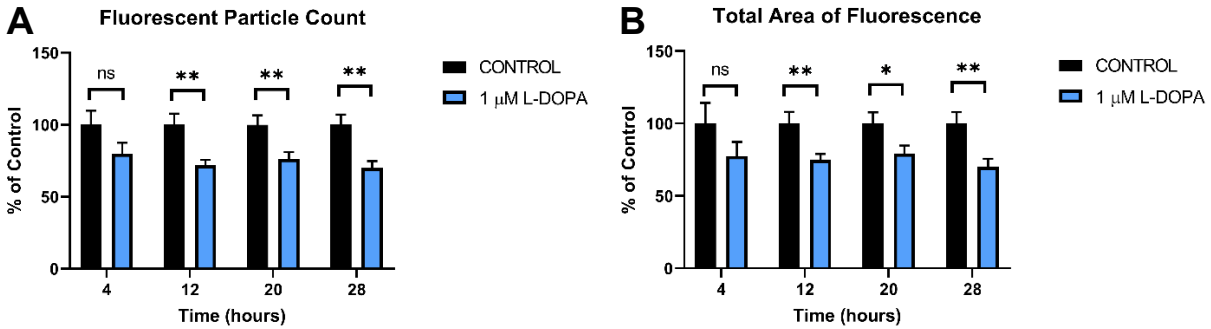 A
Fluorescent Particle Count
% of Control
150
100
50
0
ns
**
**
**
4
12
20
28
Time (hours)
CONTROL
1 μM L-DOPA
B
Total Area of Fluorescence
% of Control
150
100
50
0
ns
**
*
**
4
12
20
28
Time (hours)
CONTROL
1 μM L-DOPA